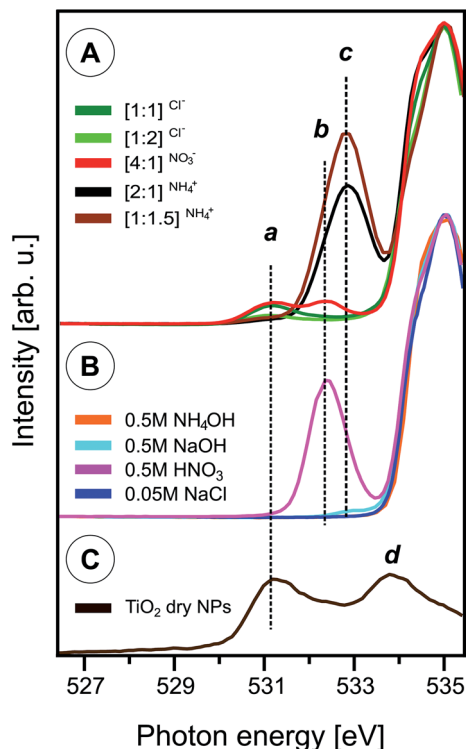 A
c
[1:1] Cl⁻
b
[1:2] Cl⁻
[4:1] NO₃⁻
[2:1] NH₄⁺
[1:1.5] NH₄⁺
a
Intensity [arb. u.]
B
0.5M NH₄OH
0.5M NaOH
0.5M HNO₃
0.05M NaCl
C
d
TiO₂ dry NPs
527 529 531 533 535
Photon energy [eV]